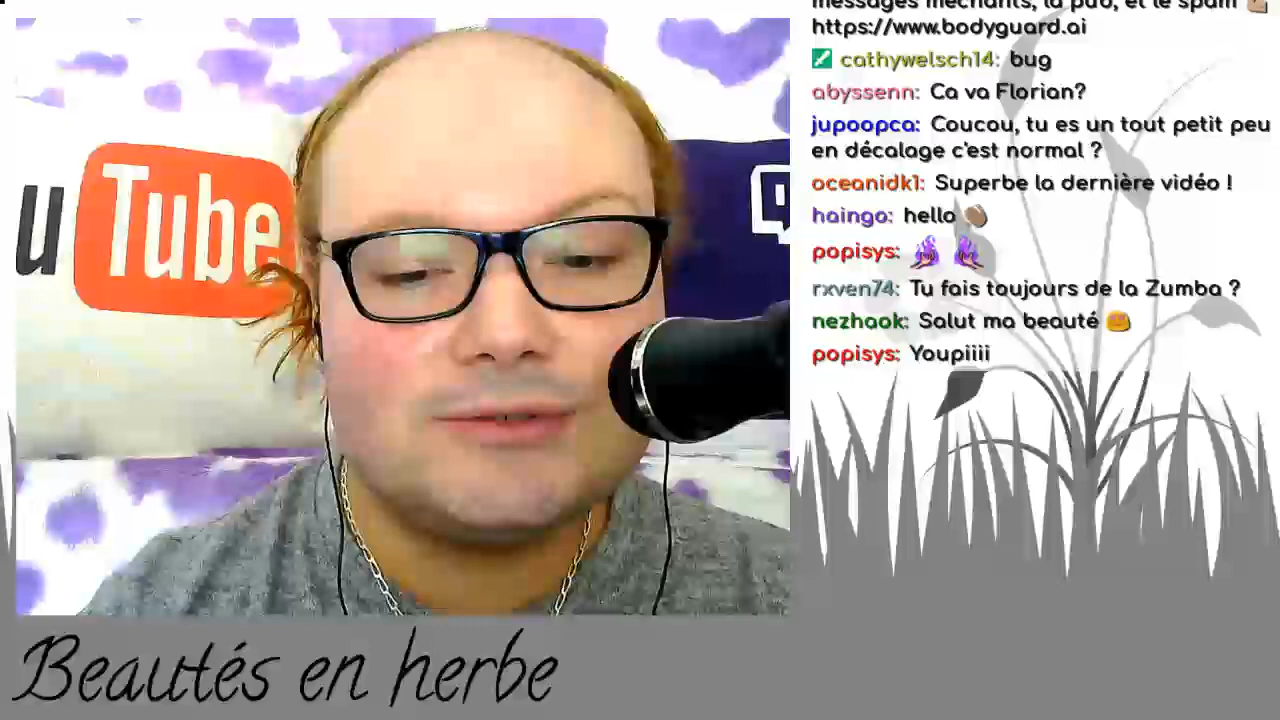 messages méchants, la pub, et le spam
https://www.bodyguard.ai
cathywelsch14: bug
abyssenn: Ca va Florian?
jupoopca: Coucou, tu es un tout petit peu
en décalage c'est normal ?
oceanidk1: Superbe la dernière vidéo !
haingo: hello
popisys:
rxven74: Tu fais toujours de la Zumba ?
nezhaok: Salut ma beauté
popisys: Youpiiii
u Tube
Beautés en herbe